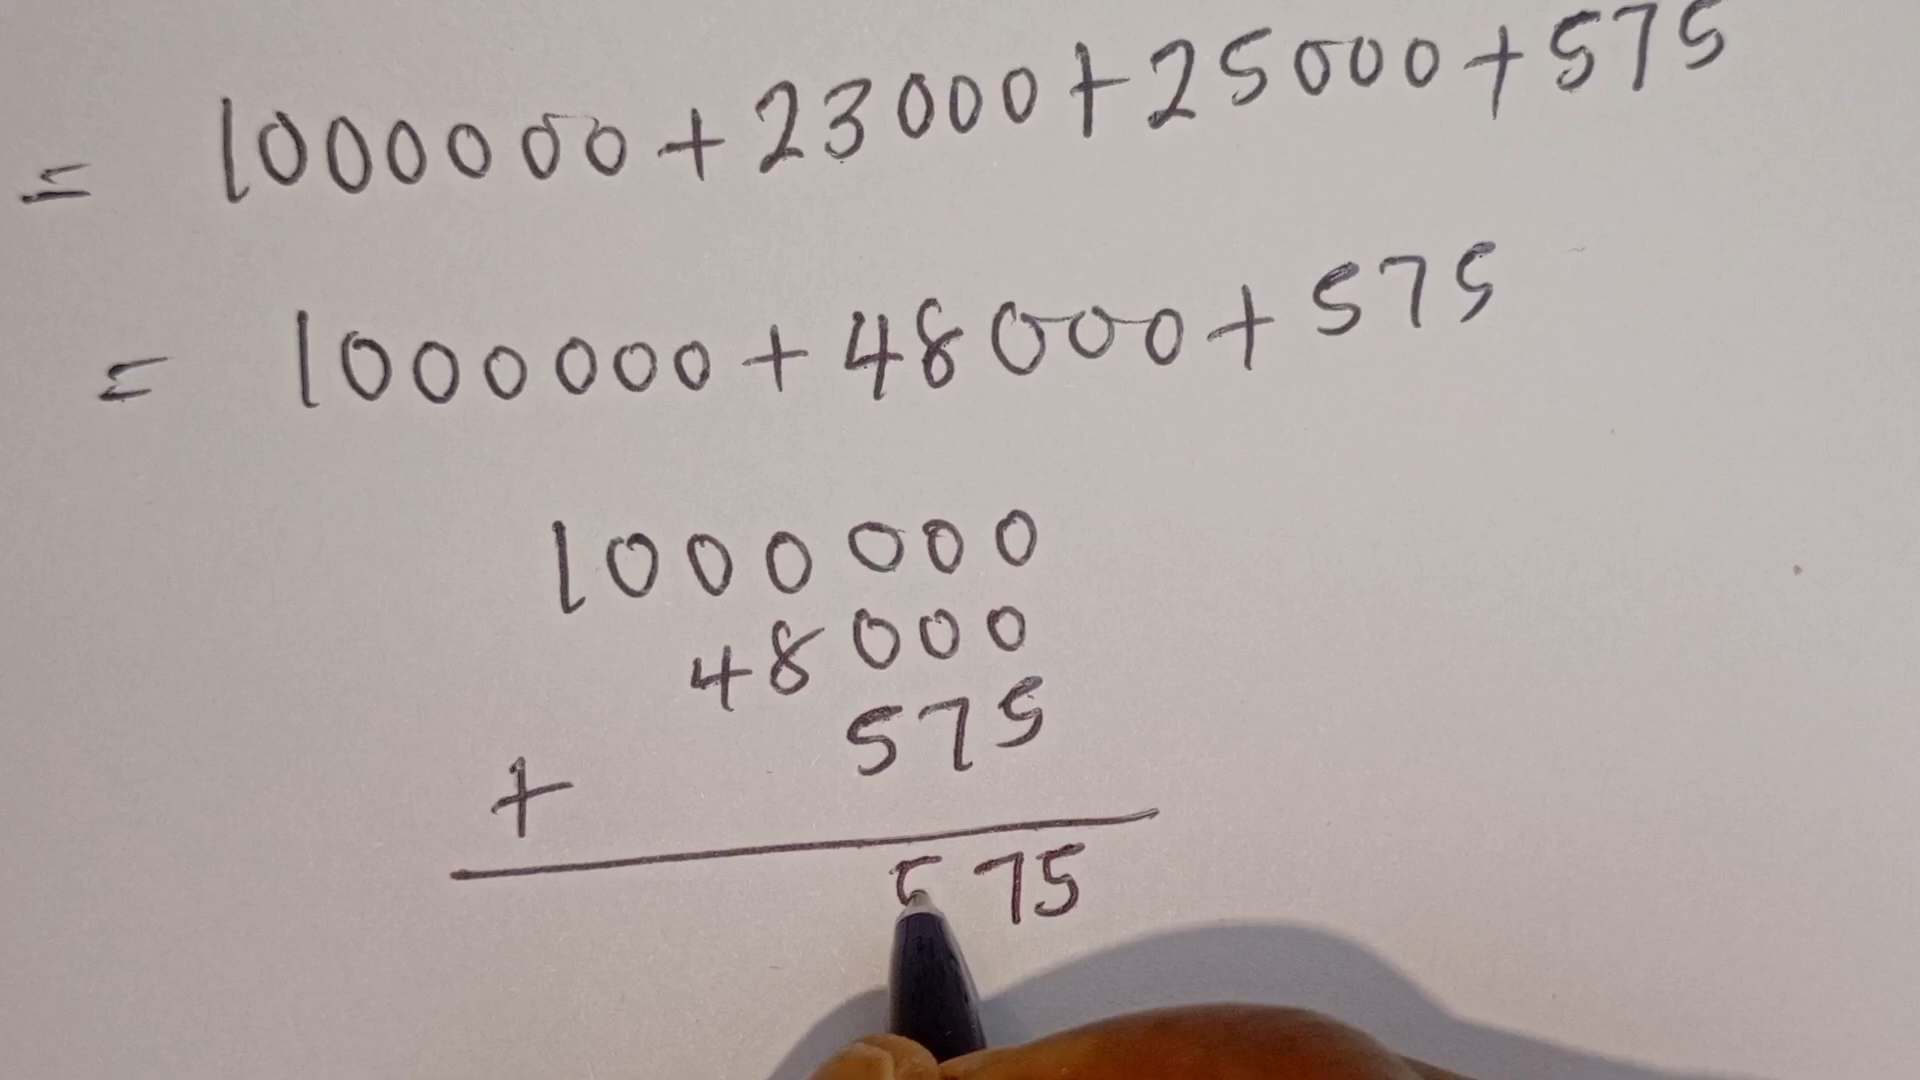 = 1000000 + 23000 + 25000 + 575
= 1000000 + 48000 + 575
1000000
48000
575
+
575